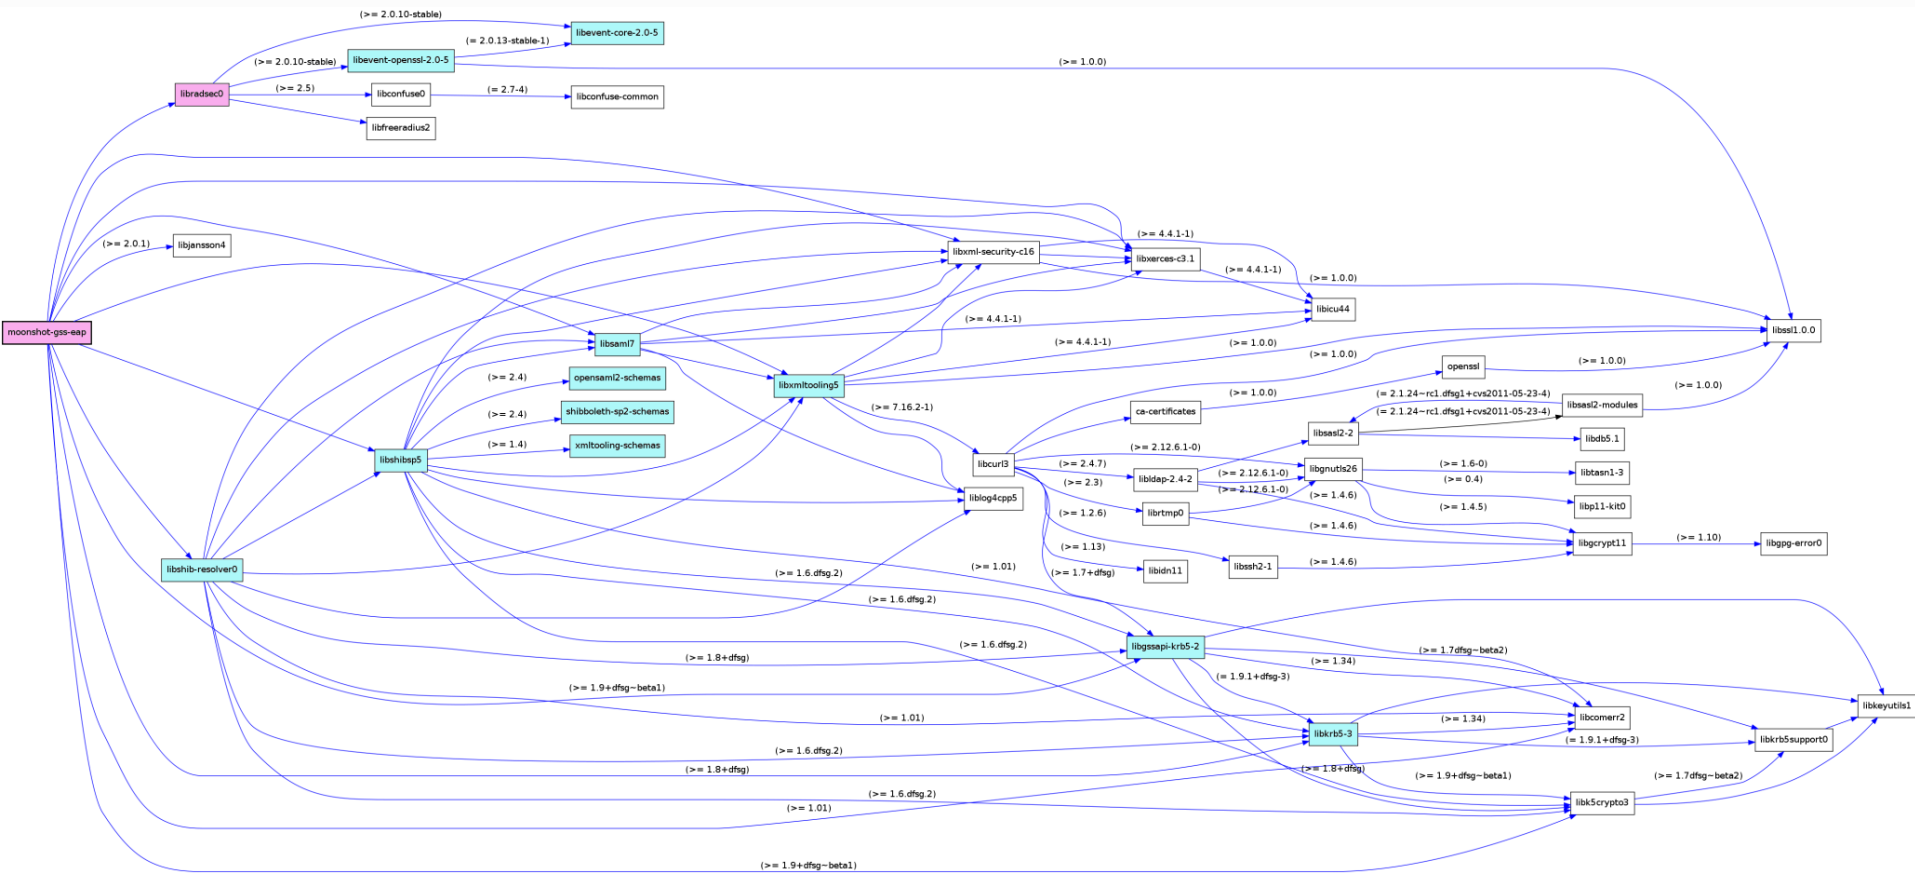 (>= 2.0.10-stable)
libevent-core-2.0-5
(= 2.0.13-stable-1)
libevent-openssl-2.0-5
(>= 2.0.10-stable)
(>= 1.0.0)
libradsec0
(>= 2.5)
libconfuse0
(= 2.7-4)
libconfuse-common
libfreeradius2
(>= 2.0.1)
libjansson4
libxml-security-c16
(>= 4.4.1-1)
libxerces-c3.1
(>= 4.4.1-1)
(>= 1.0.0)
libicu44
moonshot-gss-eap
libsaml7
(>= 4.4.1-1)
(>= 4.4.1-1)
(>= 1.0.0)
(>= 1.0.0)
libssl1.0.0
openssl
(>= 1.0.0)
opensaml2-schemas
(>= 2.4)
libxmltooling5
(>= 7.16.2-1)
(>= 1.0.0)
ca-certificates
(= 2.1.24~rc1.dfsg1+cvs2011-05-23-4)
(= 2.1.24~rc1.dfsg1+cvs2011-05-23-4)
libsasl2-modules
(>= 1.0.0)
shibboleth-sp2-schemas
(>= 2.4)
xmltooling-schemas
(>= 1.4)
libsasl2-2
libdb5.1
libshibsp5
libcurl3
(>= 2.12.6.1-0)
(>= 2.4.7)
(>= 2.3)
libldap-2.4-2
(>= 2.12.6.1-0)
(>= 2.12.6.1-0)
libgnutls26
(>= 1.6-0)
libtasn1-3
(>= 0.4)
liblog4cpp5
(>= 1.2.6)
librtmp0
(>= 1.4.6)
(>= 1.4.5)
libp11-kit0
(>= 1.4.6)
libgcrypt11
(>= 1.10)
libgpg-error0
(>= 1.13)
libidn11
libssh2-1
(>= 1.4.6)
libshib-resolver0
(>= 1.6.dfsg.2)
(>= 1.01)
(>= 1.7+dfsg)
(>= 1.6.dfsg.2)
(>= 1.6.dfsg.2)
libgssapi-krb5-2
(>= 1.8+dfsg)
(>= 1.7dfsg~beta2)
(>= 1.34)
(= 1.9.1+dfsg-3)
(>= 1.9+dfsg~beta1)
(>= 1.01)
libcomerr2
libkeyutils1
(>= 1.34)
libkrb5-3
(= 1.9.1+dfsg-3)
libkrb5support0
(>= 1.6.dfsg.2)
(>= 1.8+dfsg)
(>= 1.8+dfsg)
(>= 1.9+dfsg~beta1)
(>= 1.7dfsg~beta2)
(>= 1.6.dfsg.2)
(>= 1.01)
libk5crypto3
(>= 1.9+dfsg~beta1)